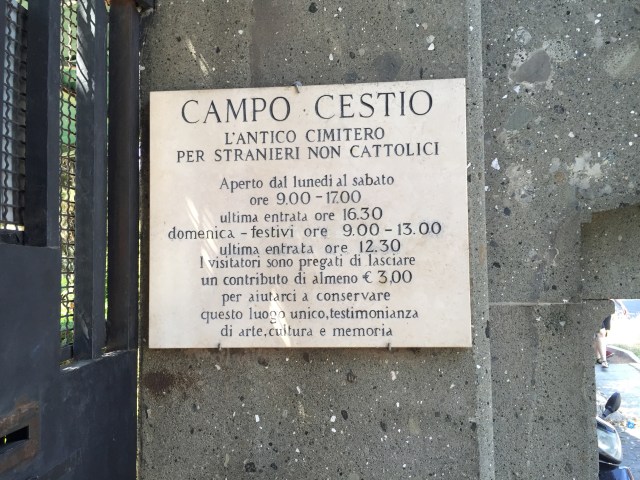 CAMPO · CESTIO
L'ANTICO CIMITERO
PER STRANIERI NON CATTOLICI
Aperto dal lunedì al sabato
ore 9.00-17.00
ultima entrata ore 16.30
domenica - festivi ore 9.00 - 13.00
ultima entrata ore 12.30
I visitatori sono pregati di lasciare
un contributo di almeno € 3,00
per aiutarci a conservare
questo luogo unico, testimonianza
di arte, cultura e memoria